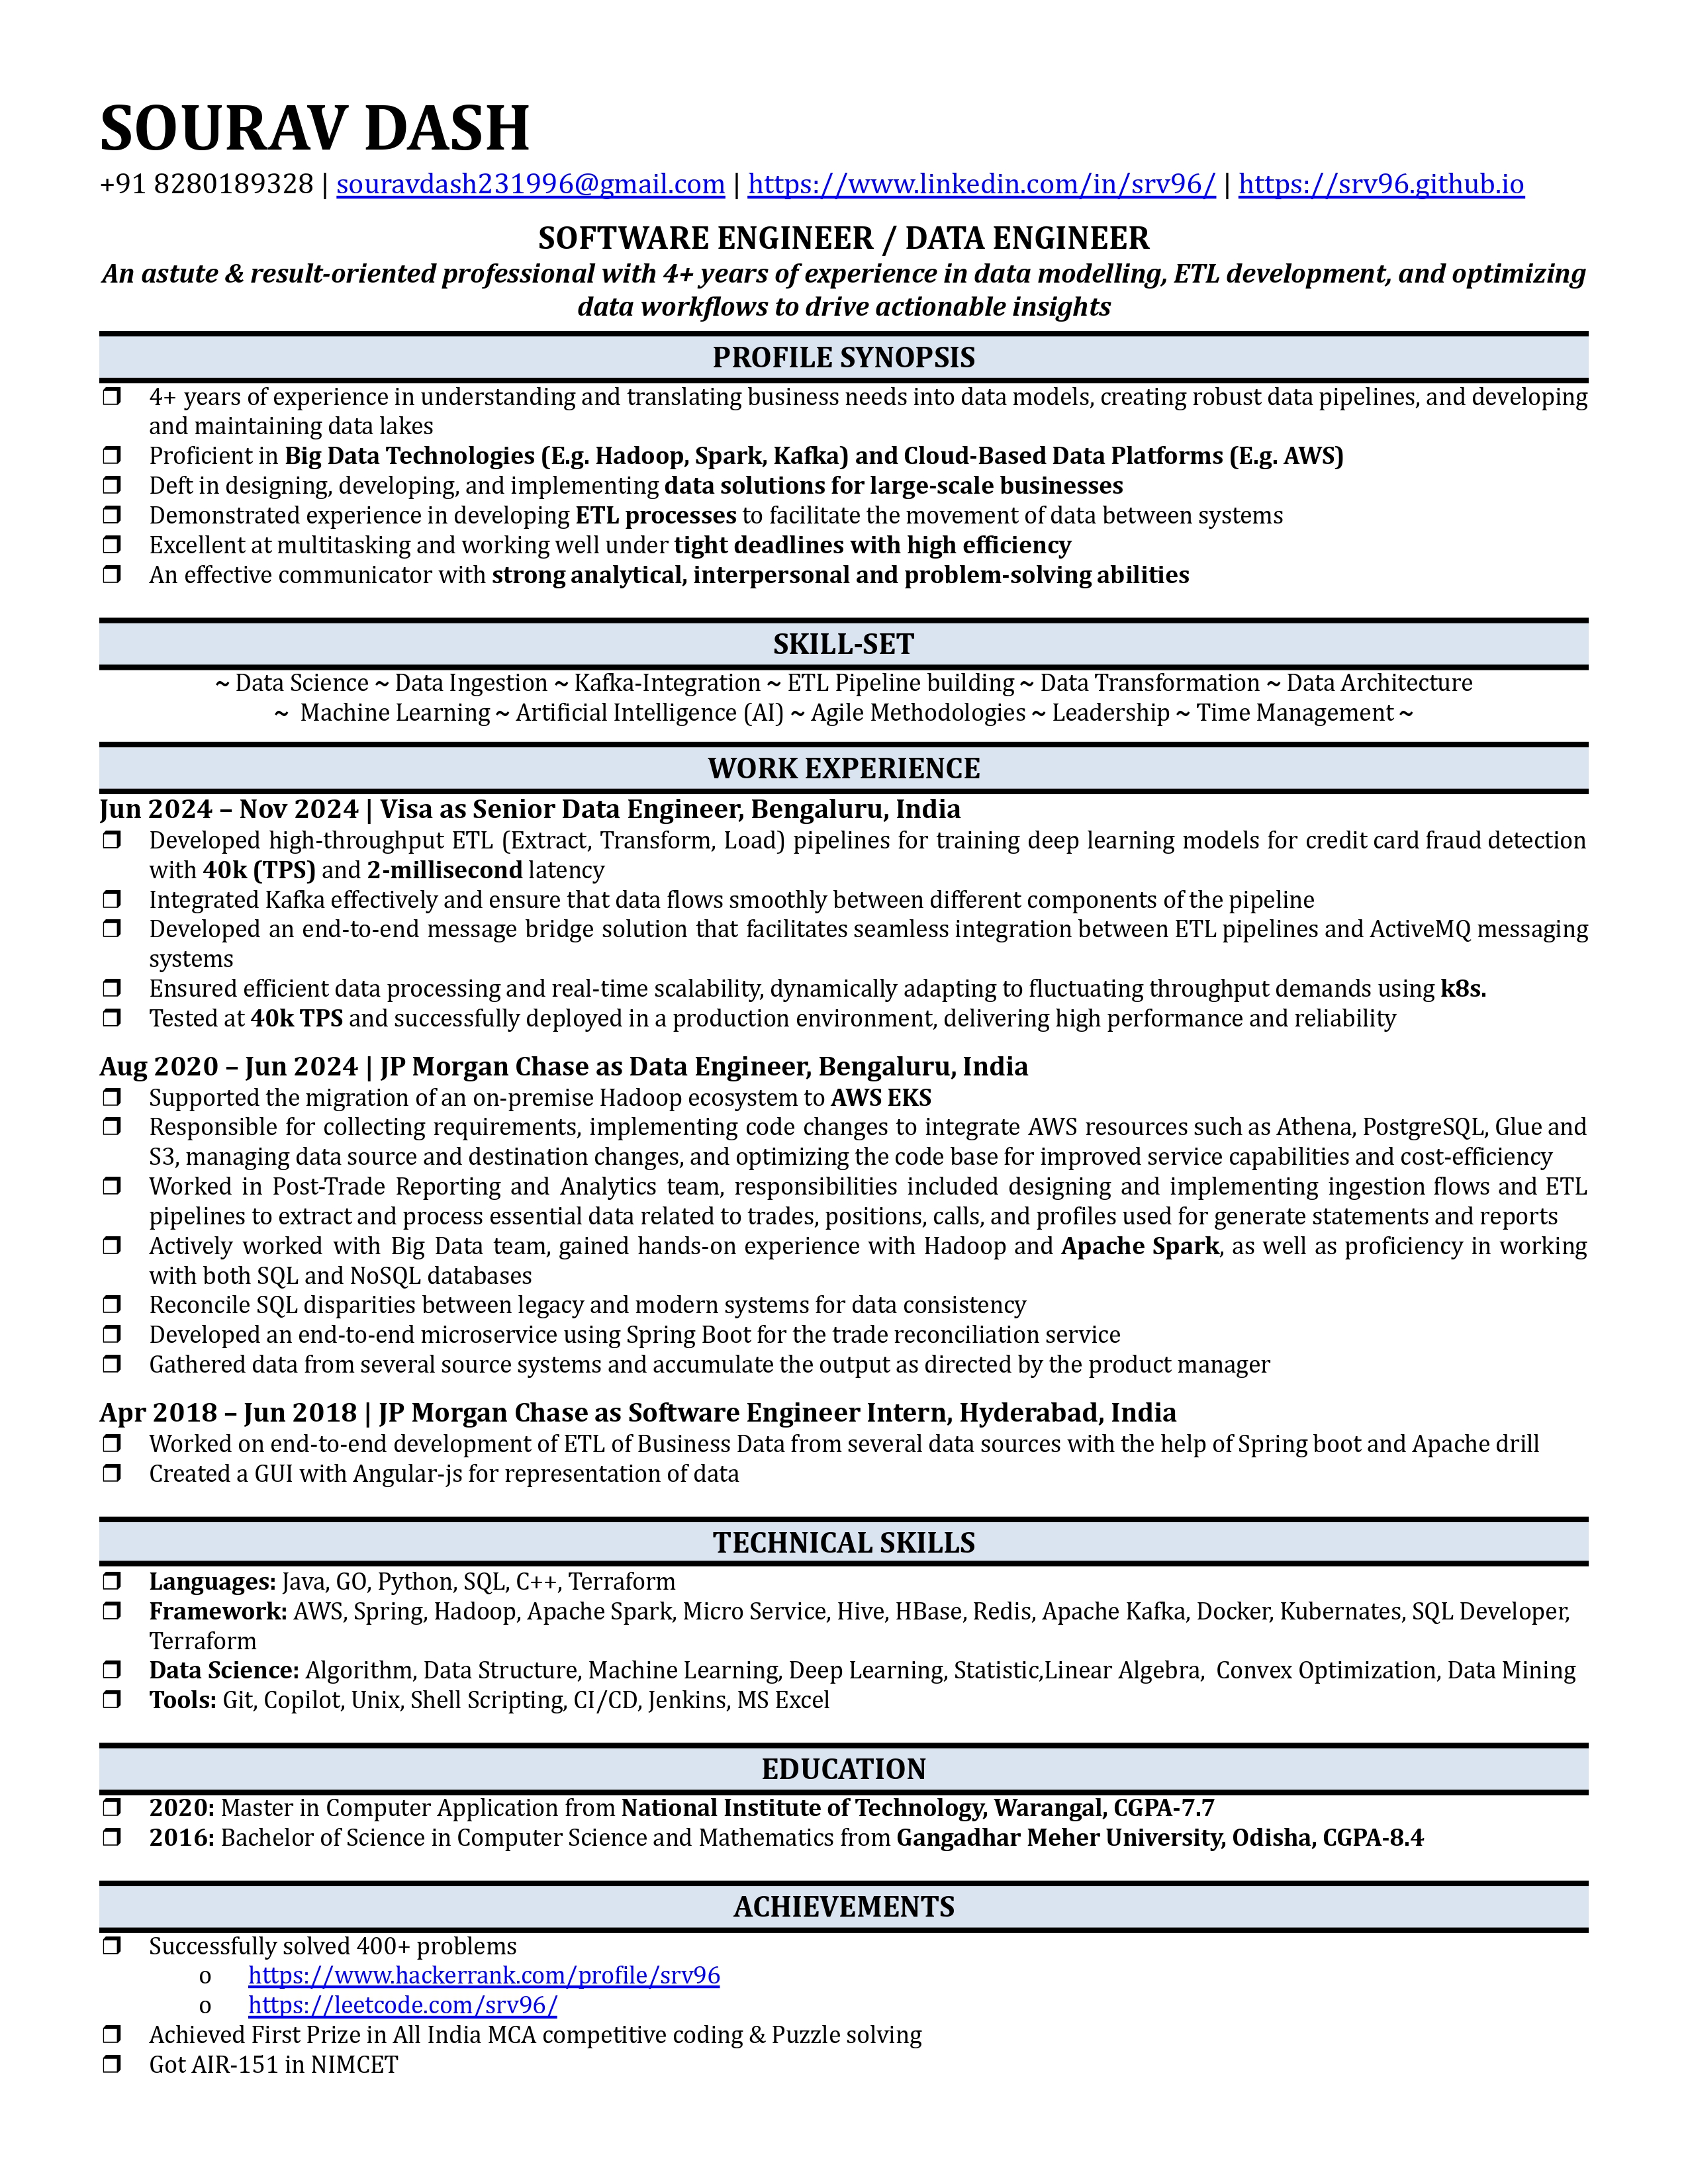 SOURAV DASH
+91 8280189328 | souravdash231996@gmail.com | https://www.linkedin.com/in/srv96/ | https://srv96.github.io
SOFTWARE ENGINEER / DATA ENGINEER
An astute & result-oriented professional with 4+ years of experience in data modelling, ETL development, and optimizing
data workflows to drive actionable insights
PROFILE SYNOPSIS
❒ 4+ years of experience in understanding and translating business needs into data models, creating robust data pipelines, and developing
and maintaining data lakes
❒ Proficient in Big Data Technologies (E.g. Hadoop, Spark, Kafka) and Cloud-Based Data Platforms (E.g. AWS)
❒ Deft in designing, developing, and implementing data solutions for large-scale businesses
❒ Demonstrated experience in developing ETL processes to facilitate the movement of data between systems
❒ Excellent at multitasking and working well under tight deadlines with high efficiency
❒ An effective communicator with strong analytical, interpersonal and problem-solving abilities
SKILL-SET
~ Data Science ~ Data Ingestion ~ Kafka-Integration ~ ETL Pipeline building ~ Data Transformation ~ Data Architecture
~ Machine Learning ~ Artificial Intelligence (AI) ~ Agile Methodologies ~ Leadership ~ Time Management ~
WORK EXPERIENCE
Jun 2024 – Nov 2024 | Visa as Senior Data Engineer, Bengaluru, India
❒ Developed high-throughput ETL (Extract, Transform, Load) pipelines for training deep learning models for credit card fraud detection
with 40k (TPS) and 2-millisecond latency
❒ Integrated Kafka effectively and ensure that data flows smoothly between different components of the pipeline
❒ Developed an end-to-end message bridge solution that facilitates seamless integration between ETL pipelines and ActiveMQ messaging
systems
❒ Ensured efficient data processing and real-time scalability, dynamically adapting to fluctuating throughput demands using k8s.
❒ Tested at 40k TPS and successfully deployed in a production environment, delivering high performance and reliability
Aug 2020 – Jun 2024 | JP Morgan Chase as Data Engineer, Bengaluru, India
❒ Supported the migration of an on-premise Hadoop ecosystem to AWS EKS
❒ Responsible for collecting requirements, implementing code changes to integrate AWS resources such as Athena, PostgreSQL, Glue and
S3, managing data source and destination changes, and optimizing the code base for improved service capabilities and cost-efficiency
❒ Worked in Post-Trade Reporting and Analytics team, responsibilities included designing and implementing ingestion flows and ETL
pipelines to extract and process essential data related to trades, positions, calls, and profiles used for generate statements and reports
❒ Actively worked with Big Data team, gained hands-on experience with Hadoop and Apache Spark, as well as proficiency in working
with both SQL and NoSQL databases
❒ Reconcile SQL disparities between legacy and modern systems for data consistency
❒ Developed an end-to-end microservice using Spring Boot for the trade reconciliation service
❒ Gathered data from several source systems and accumulate the output as directed by the product manager
Apr 2018 – Jun 2018 | JP Morgan Chase as Software Engineer Intern, Hyderabad, India
❒ Worked on end-to-end development of ETL of Business Data from several data sources with the help of Spring boot and Apache drill
❒ Created a GUI with Angular-js for representation of data
TECHNICAL SKILLS
❒ Languages: Java, GO, Python, SQL, C++, Terraform
❒ Framework: AWS, Spring, Hadoop, Apache Spark, Micro Service, Hive, HBase, Redis, Apache Kafka, Docker, Kubernates, SQL Developer,
Terraform
❒ Data Science: Algorithm, Data Structure, Machine Learning, Deep Learning, Statistic,Linear Algebra, Convex Optimization, Data Mining
❒ Tools: Git, Copilot, Unix, Shell Scripting, CI/CD, Jenkins, MS Excel
EDUCATION
❒ 2020: Master in Computer Application from National Institute of Technology, Warangal, CGPA-7.7
❒ 2016: Bachelor of Science in Computer Science and Mathematics from Gangadhar Meher University, Odisha, CGPA-8.4
ACHIEVEMENTS
❒ Successfully solved 400+ problems
o https://www.hackerrank.com/profile/srv96
o https://leetcode.com/srv96/
❒ Achieved First Prize in All India MCA competitive coding & Puzzle solving
❒ Got AIR-151 in NIMCET